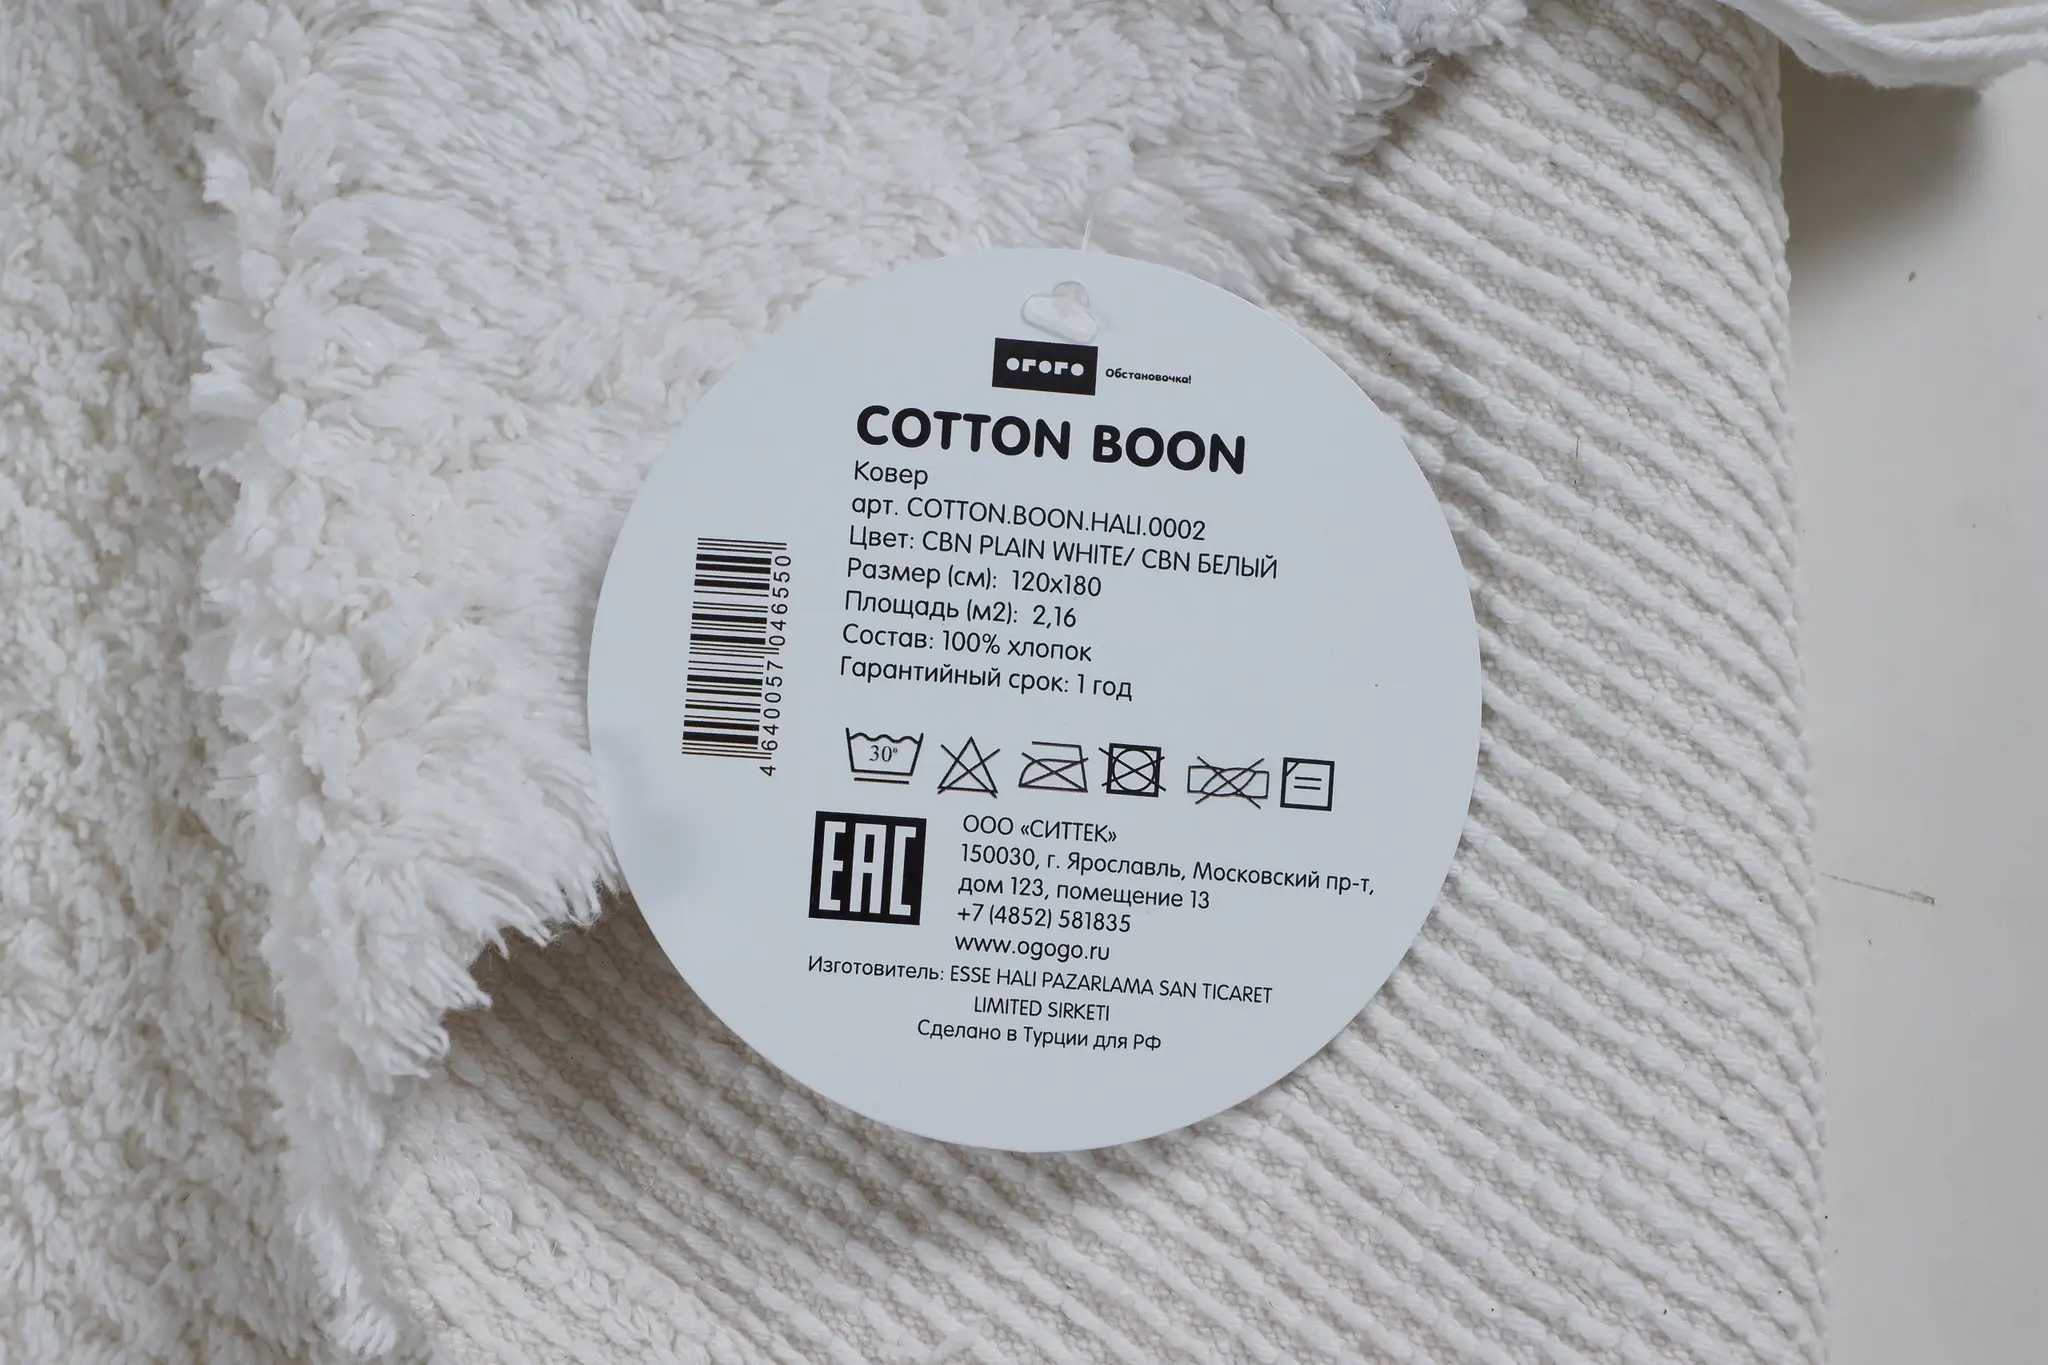 ОГОГО Обстановочка!
COTTON BOON
Ковер
арт. COTTON.BOON.HALI.0002
Цвет: CBN PLAIN WHITE/ CBN БЕЛЫЙ
Размер (см): 120x180
Площадь (м2): 2,16
Состав: 100% хлопок
Гарантийный срок: 1 год
4 640057 046550
30°
EAC
ООО «СИТТЕК»
150030, г. Ярославль, Московский пр-т,
дом 123, помещение 13
+7 (4852) 581835
www.ogogo.ru
Изготовитель: ESSE HALI PAZARLAMA SAN TICARET
LIMITED SIRKETI
Сделано в Турции для РФ